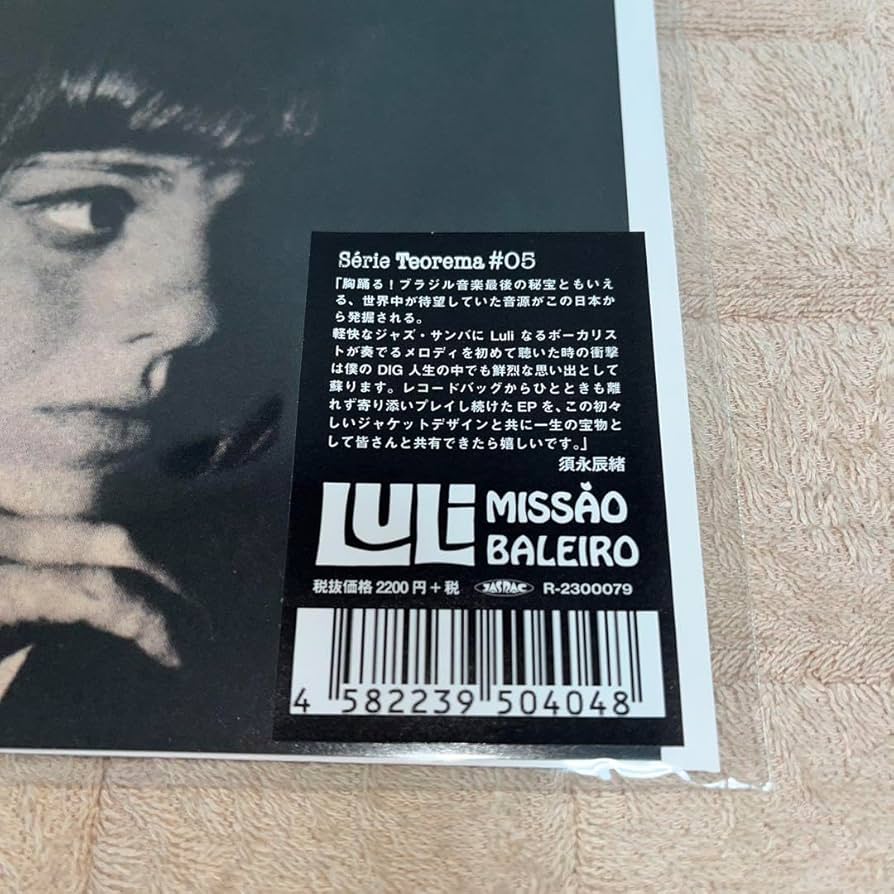 Série Teorema #05
「胸踊る！ブラジル音楽最後の秘宝ともいえ
る、世界中が待望していた音源がこの日本か
ら発掘される。
軽快なジャズ・サンバに Luli なるボーカリス
トが奏でるメロディを初めて聴いた時の衝撃
は僕の DIG 人生の中でも鮮烈な思い出として
蘇ります。レコードバッグからひとときも離
れず寄り添いプレイし続けた EP を、この初々
しいジャケットデザインと共に一生の宝物と
して皆さんと共有できたら嬉しいです。」
須永辰緒
LULI MISSÃO
BALEIRO
税抜価格 2200 円＋税 JASRAC R-2300079
4 582239 504048